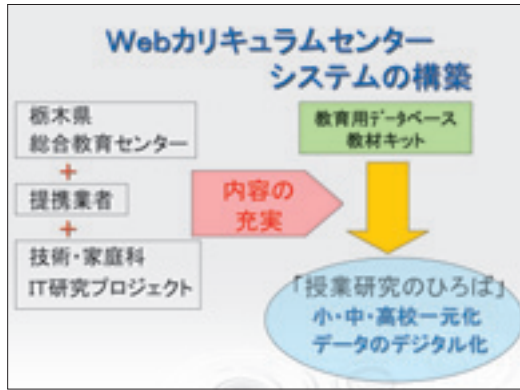 Webカリキュラムセンター
システムの構築
栃木県
総合教育センター
+
提携業者
+
技術・家庭科
IT研究プロジェクト
内容の
充実
教育用データベース
教材キット
「授業研究のひろば」
小・中・高校一元化
データのデジタル化